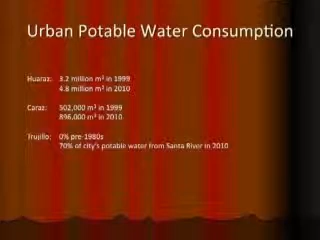 Urban Potable Water Consumption
Huaraz: 3.2 million m³ in 1999
4.8 million m³ in 2010
Caraz: 502,000 m³ in 1999
896,000 m³ in 2010
Trujillo: 0% pre-1980s
70% of city's potable water from Santa River in 2010